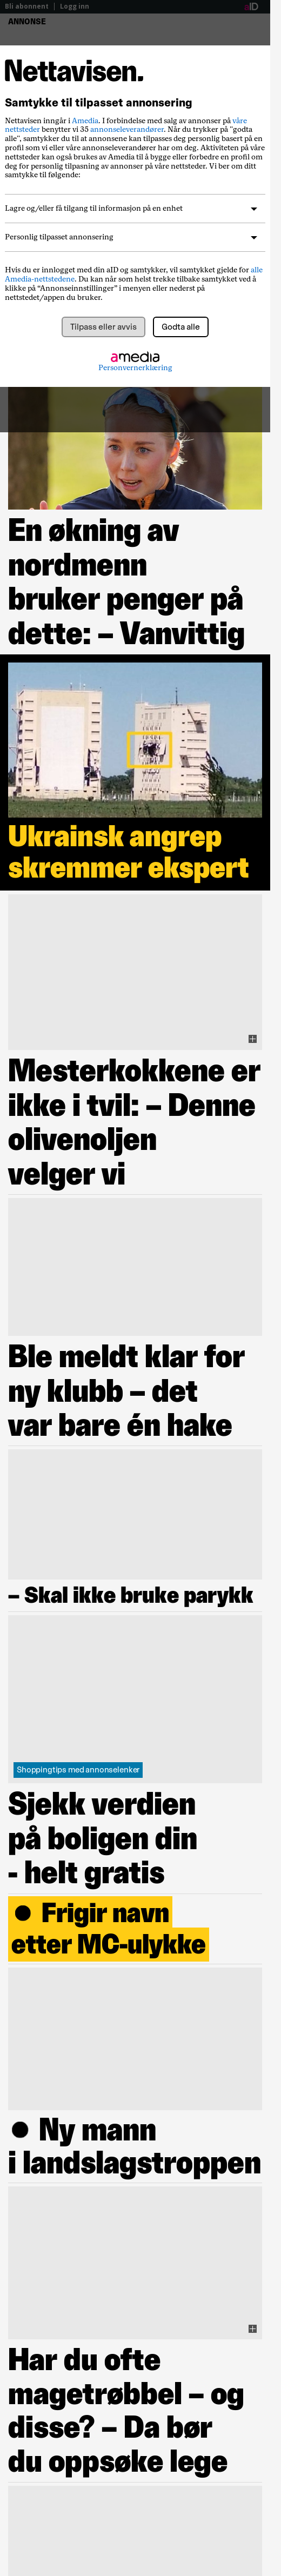 Bli abonnent | Logg inn
aID
ANNONSE
Nettavisen.
Samtykke til tilpasset annonsering
Nettavisen inngår i Amedia. I forbindelse med salg av annonser på våre
nettsteder benytter vi 35 annonseleverandører. Når du trykker på "godta
alle", samtykker du til at annonsene kan tilpasses deg personlig basert på en
profil som vi eller våre annonseleverandører har om deg. Aktiviteten på våre
nettsteder kan også brukes av Amedia til å bygge eller forbedre en profil om
deg for personlig tilpasning av annonser på våre nettsteder. Vi ber om ditt
samtykke til følgende:
Lagre og/eller få tilgang til informasjon på en enhet
Personlig tilpasset annonsering
Hvis du er innlogget med din aID og samtykker, vil samtykket gjelde for alle
Amedia-nettstedene. Du kan når som helst trekke tilbake samtykket ved å
klikke på “Annonseinnstillinger” i menyen eller nederst på
nettstedet/appen du bruker.
Tilpass eller avvis
Godta alle
amedia
Personvernerklæring
En økning av
nordmenn
bruker penger på
dette: – Vanvittig
Ukrainsk angrep
skremmer ekspert
Mesterkokkene er
ikke i tvil: – Denne
olivenoljen
velger vi
Ble meldt klar for
ny klubb – det
var bare én hake
– Skal ikke bruke parykk
Shoppingtips med annonselenker
Sjekk verdien
på boligen din
- helt gratis
● Frigir navn
etter MC-ulykke
● Ny mann
i landslagstroppen
Har du ofte
magetrøbbel – og
disse? – Da bør
du oppsøke lege